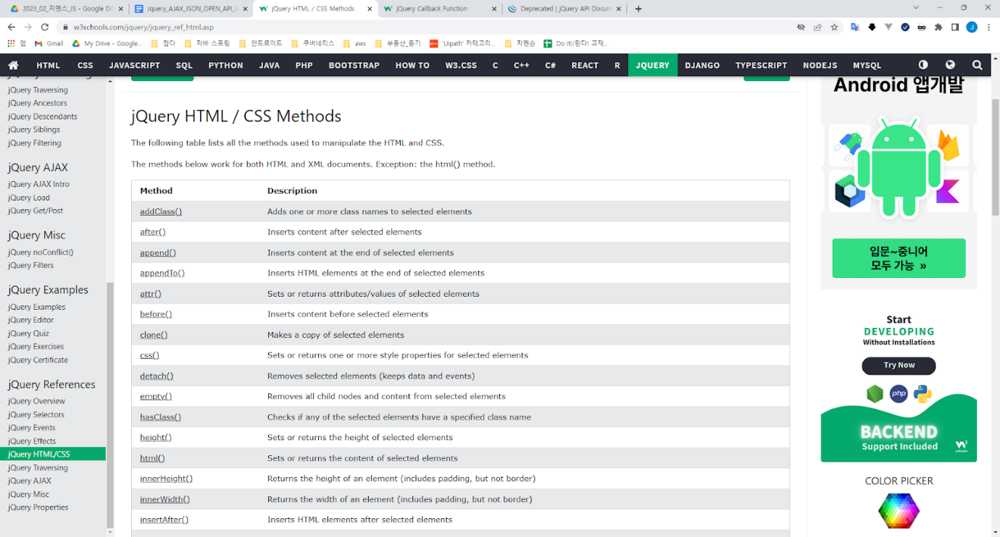 2023_02_지멘스_JS - Google Dri
Jquery_AJAX_JSON_OPEN_API_2
jQuery HTML / CSS Methods
jQuery Callback Function
Deprecated | jQuery API Docum
w3schools.com/jquery/jquery_ref_html.asp
앱
Gmail
My Drive - Google...
잡다
자바 스프링
안드로이드
쿠버네티스
aws
부동산_등기
'Uipath' 카테고리...
지멘슨
Do it!/된다! 교재...
HTML
CSS
JAVASCRIPT
SQL
PYTHON
JAVA
PHP
BOOTSTRAP
HOW TO
W3.CSS
C
C++
C#
REACT
R
JQUERY
DJANGO
TYPESCRIPT
NODEJS
MYSQL
jQuery Traversing
jQuery Ancestors
jQuery Descendants
jQuery Siblings
jQuery Filtering
jQuery AJAX
jQuery AJAX Intro
jQuery Load
jQuery Get/Post
jQuery Misc
jQuery noConflict()
jQuery Filters
jQuery Examples
jQuery Examples
jQuery Editor
jQuery Quiz
jQuery Exercises
jQuery Certificate
jQuery References
jQuery Overview
jQuery Selectors
jQuery Events
jQuery Effects
jQuery HTML/CSS
jQuery Traversing
jQuery AJAX
jQuery Misc
jQuery Properties
jQuery HTML / CSS Methods
The following table lists all the methods used to manipulate the HTML and CSS.
The methods below work for both HTML and XML documents. Exception: the html() method.
Method Description
addClass() Adds one or more class names to selected elements
after() Inserts content after selected elements
append() Inserts content at the end of selected elements
appendTo() Inserts HTML elements at the end of selected elements
attr() Sets or returns attributes/values of selected elements
before() Inserts content before selected elements
clone() Makes a copy of selected elements
css() Sets or returns one or more style properties for selected elements
detach() Removes selected elements (keeps data and events)
empty() Removes all child nodes and content from selected elements
hasClass() Checks if any of the selected elements have a specified class name
height() Sets or returns the height of selected elements
html() Sets or returns the content of selected elements
innerHeight() Returns the height of an element (includes padding, but not border)
innerWidth() Returns the width of an element (includes padding, but not border)
insertAfter() Inserts HTML elements after selected elements
Android 앱개발
입문~중니어
모두 가능 »
Start
DEVELOPING
Without Installations
Try Now
php
BACKEND
Support Included
schools
COLOR PICKER